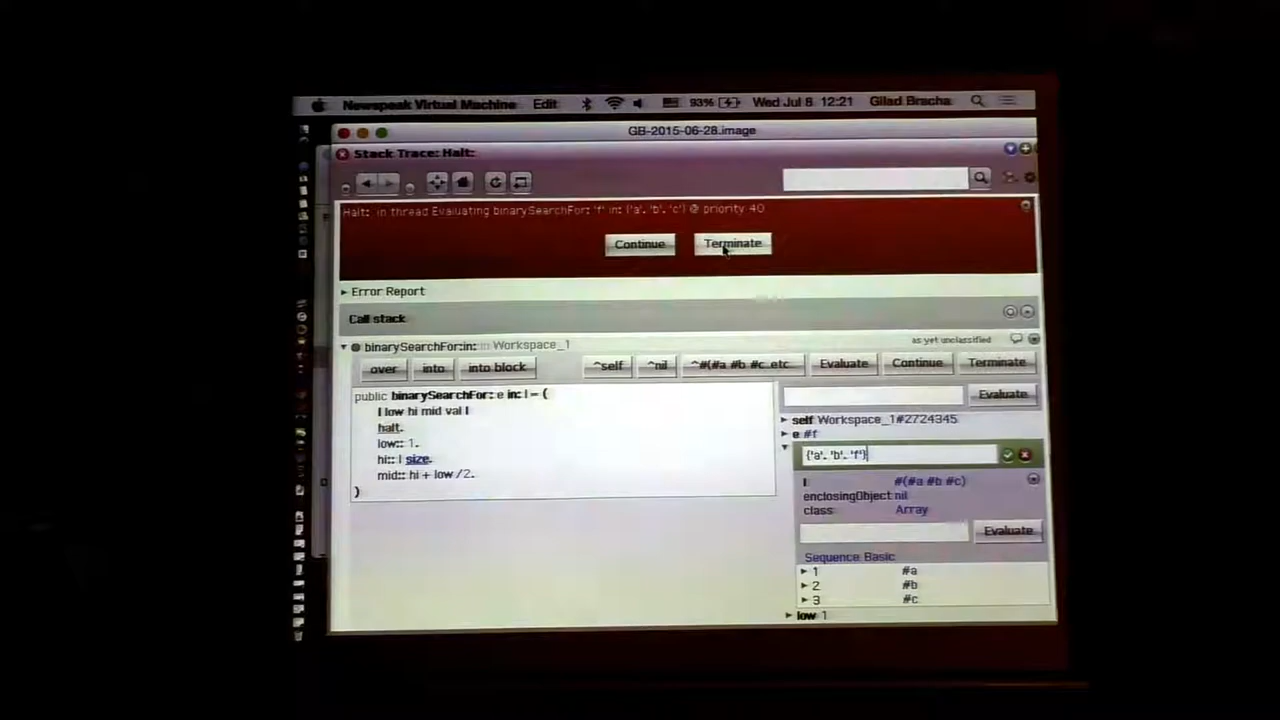 Newspeak Virtual Machine Edit 93% Wed Jul 8 12:21 Gilad Bracha
GB-2015-06-28.image
Stack Trace: Halt:
Halt: in thread Evaluating binarySearchFor: 'f' in: {'a'. 'b'. 'c'} @ priority 40
Continue Terminate
Error Report
Call stack
binarySearchFor:in: in Workspace_1 as yet unclassified
over into into block ^self ^nil ^#(#a #b #c etc. Evaluate Continue Terminate
public binarySearchFor: e in: l = (
| low hi mid val |
halt.
low:: 1.
hi:: l size.
mid:: hi + low /2.
)
Evaluate
self Workspace_1#2724345
e #f
{'a'. 'b'. 'f'}
l: #(#a #b #c)
enclosingObject nil
class: Array
Evaluate
Sequence Basic
1 #a
2 #b
3 #c
low 1